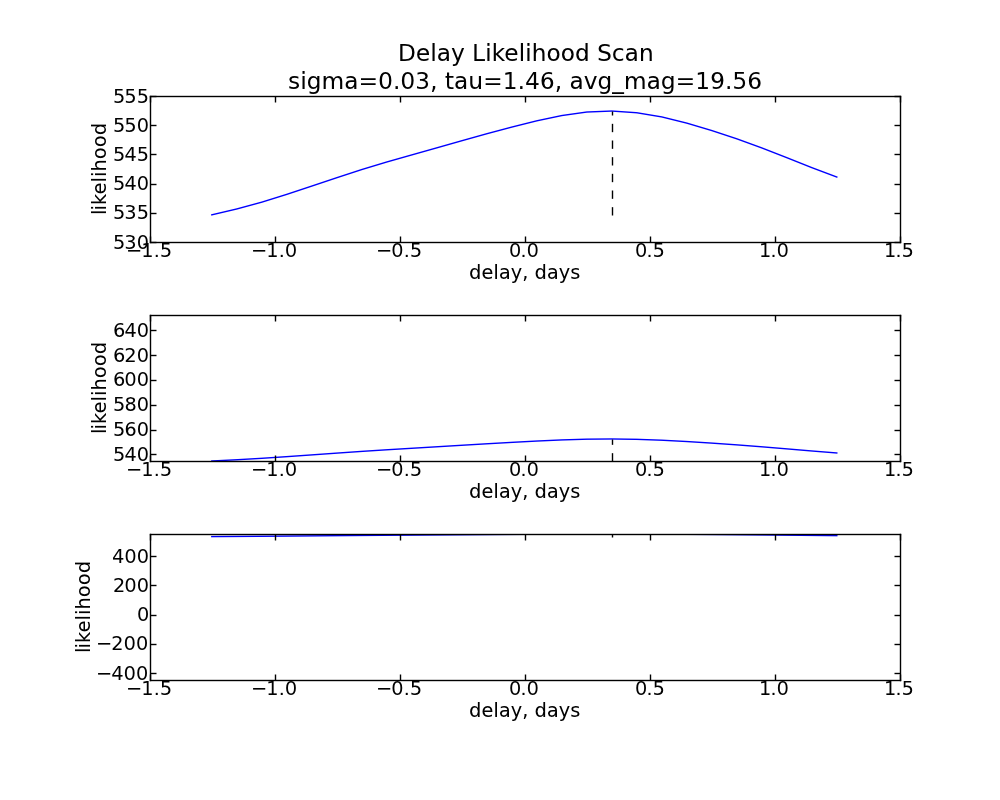 Delay Likelihood Scan
sigma=0.03, tau=1.46, avg_mag=19.56
555
550
545
540
535
530
likelihood
−1.5 −1.0 −0.5 0.0 0.5 1.0 1.5
delay, days
640
620
600
580
560
540
likelihood
−1.5 −1.0 −0.5 0.0 0.5 1.0 1.5
delay, days
400
200
0
−200
−400
likelihood
−1.5 −1.0 −0.5 0.0 0.5 1.0 1.5
delay, days